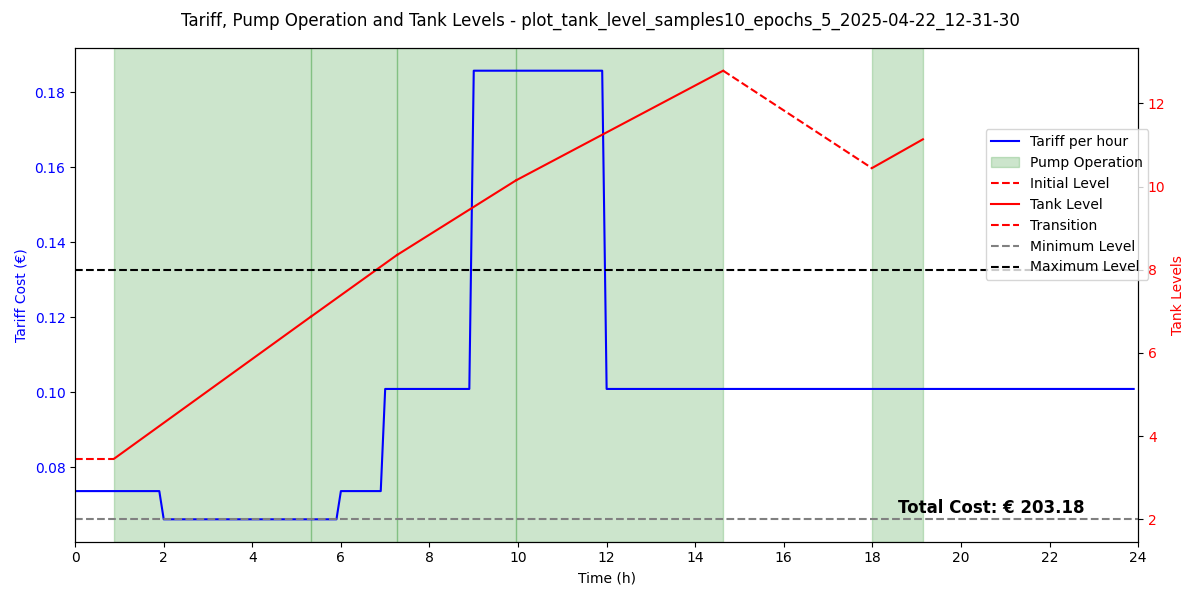 Tariff, Pump Operation and Tank Levels - plot_tank_level_samples10_epochs_5_2025-04-22_12-31-30
Tariff Cost (€)
0.18
0.16
0.14
0.12
0.10
0.08
12
10
8
6
4
2
Tank Levels
Tariff per hour
Pump Operation
Initial Level
Tank Level
Transition
Minimum Level
Maximum Level
Total Cost: € 203.18
0 2 4 6 8 10 12 14 16 18 20 22 24
Time (h)